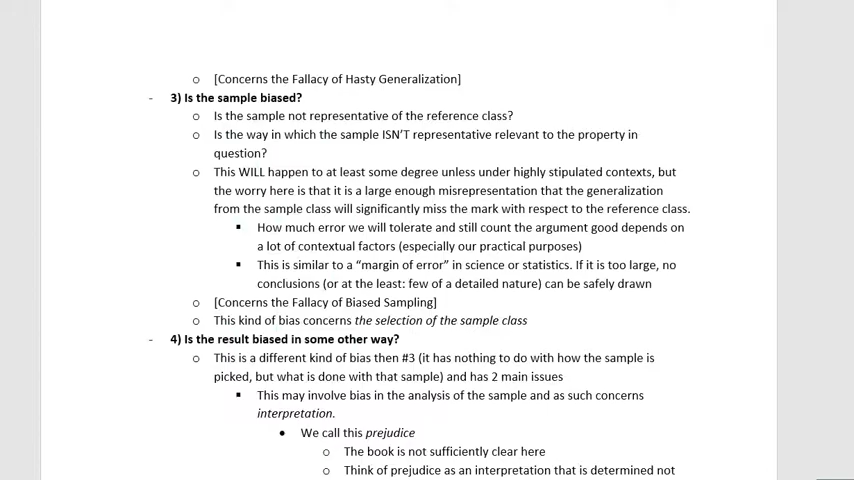 o [Concerns the Fallacy of Hasty Generalization]
- 3) Is the sample biased?
o Is the sample not representative of the reference class?
o Is the way in which the sample ISN'T representative relevant to the property in
question?
o This WILL happen to at least some degree unless under highly stipulated contexts, but
the worry here is that it is a large enough misrepresentation that the generalization
from the sample class will significantly miss the mark with respect to the reference class.
▪ How much error we will tolerate and still count the argument good depends on
a lot of contextual factors (especially our practical purposes)
▪ This is similar to a “margin of error” in science or statistics. If it is too large, no
conclusions (or at the least: few of a detailed nature) can be safely drawn
o [Concerns the Fallacy of Biased Sampling]
o This kind of bias concerns the selection of the sample class
- 4) Is the result biased in some other way?
o This is a different kind of bias then #3 (it has nothing to do with how the sample is
picked, but what is done with that sample) and has 2 main issues
▪ This may involve bias in the analysis of the sample and as such concerns
interpretation.
• We call this prejudice
o The book is not sufficiently clear here
o Think of prejudice as an interpretation that is determined not